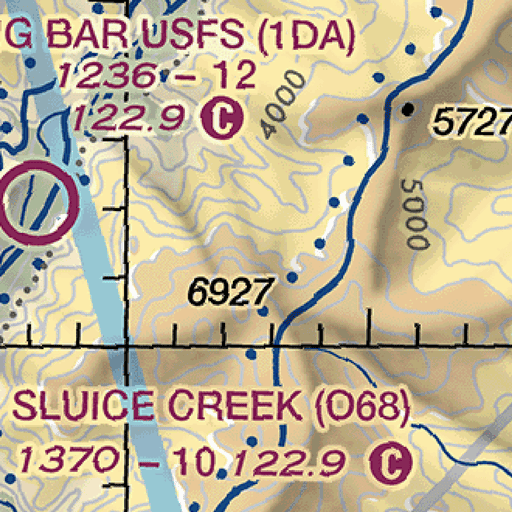 G BAR USFS (1DA)
1236 – 12
122.9 C
4000
5727
5000
6927
SLUICE CREEK (O68)
1370 – 10 122.9 C